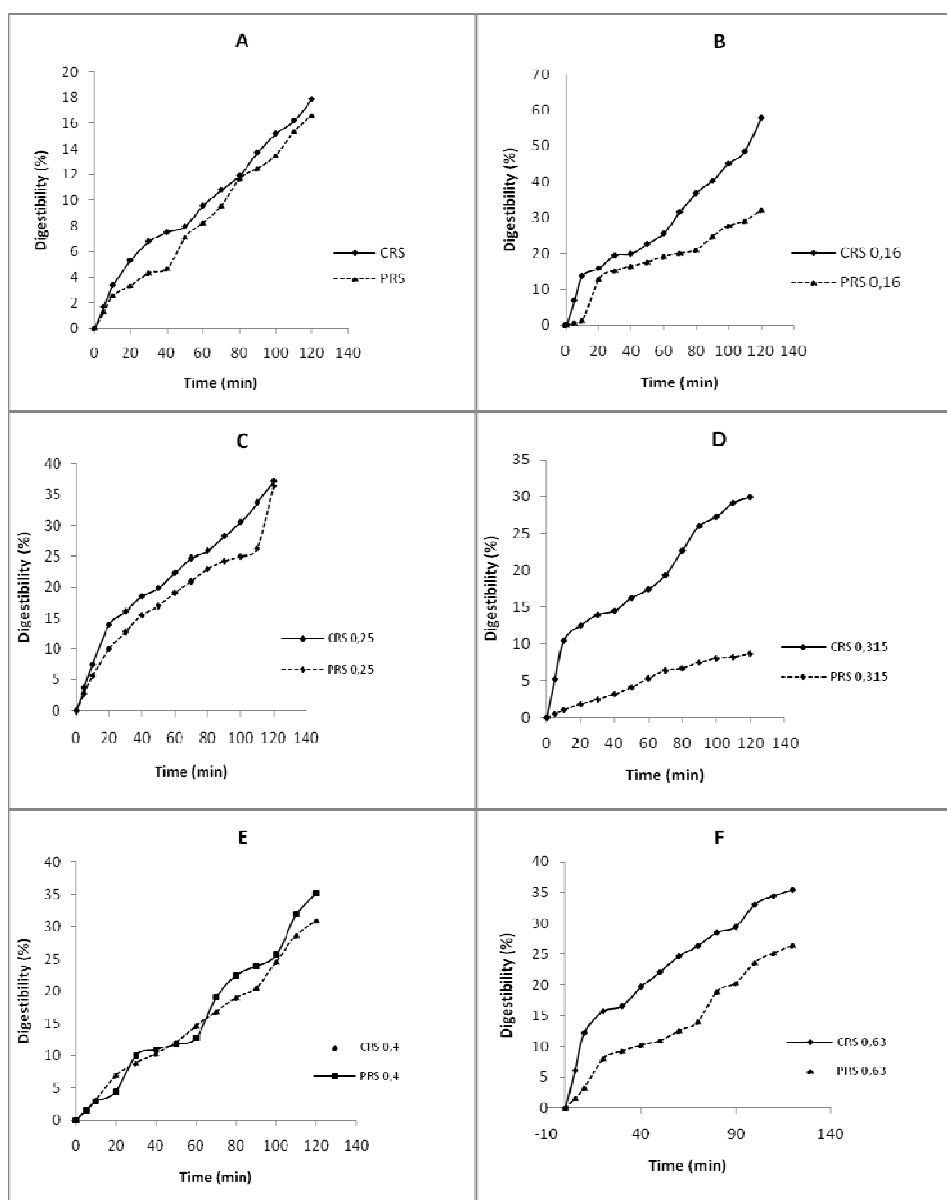 A
20
18
16
14
12
10
8
6
4
2
0
Digestibility (%)
0 20 40 60 80 100 120 140
Time (min)
CRS
PRS
B
70
60
50
40
30
20
10
0
Digestibility (%)
0 20 40 60 80 100 120 140
Time (min)
CRS 0,16
PRS 0,16
C
40
35
30
25
20
15
10
5
0
Digestibility (%)
0 20 40 60 80 100 120 140
Time (min)
CRS 0,25
PRS 0,25
D
35
30
25
20
15
10
5
0
Digestibility (%)
0 20 40 60 80 100 120 140
Time (min)
CRS 0,315
PRS 0,315
E
40
35
30
25
20
15
10
5
0
Digestibility (%)
0 20 40 60 80 100 120 140
Time (min)
CRS 0,4
PRS 0,4
F
40
35
30
25
20
15
10
5
0
Digestibility (%)
-10 40 90 140
Time (min)
CRS 0,63
PRS 0,63